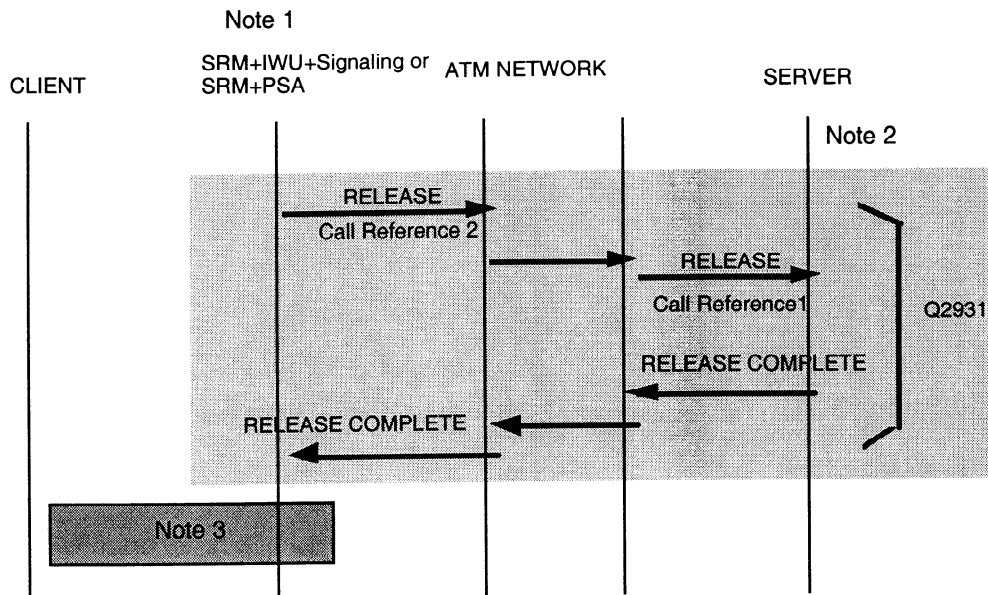 Note 1
SRM+IWU+Signaling or
SRM+PSA
CLIENT
ATM NETWORK
SERVER
Note 2
RELEASE
Call Reference 2
RELEASE
Call Reference1
Q2931
RELEASE COMPLETE
RELEASE COMPLETE
Note 3